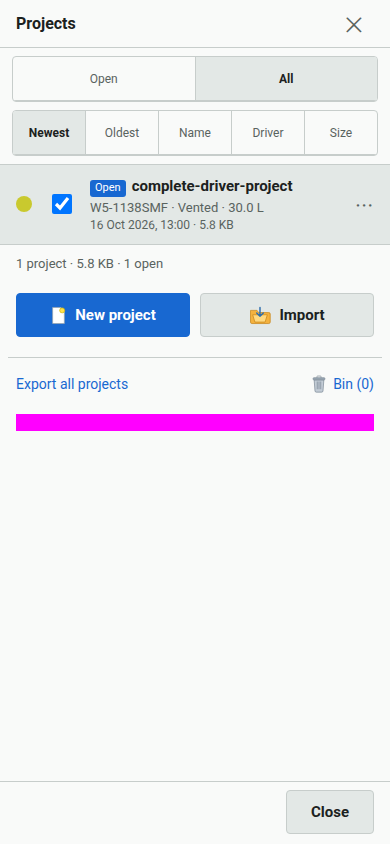 Projects
Open
All
Newest
Oldest
Name
Driver
Size
Open complete-driver-project
W5-1138SMF · Vented · 30.0 L
16 Oct 2026, 13:00 · 5.8 KB
1 project · 5.8 KB · 1 open
New project
Import
Export all projects
Bin (0)
Close